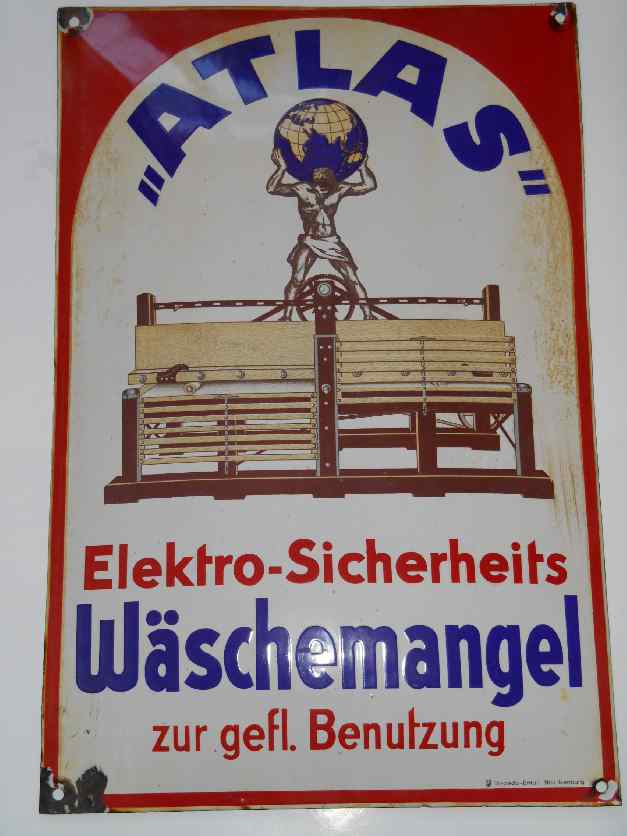 „ATLAS"
Elektro-Sicherheits
Wäschemangel
zur gefl. Benutzung